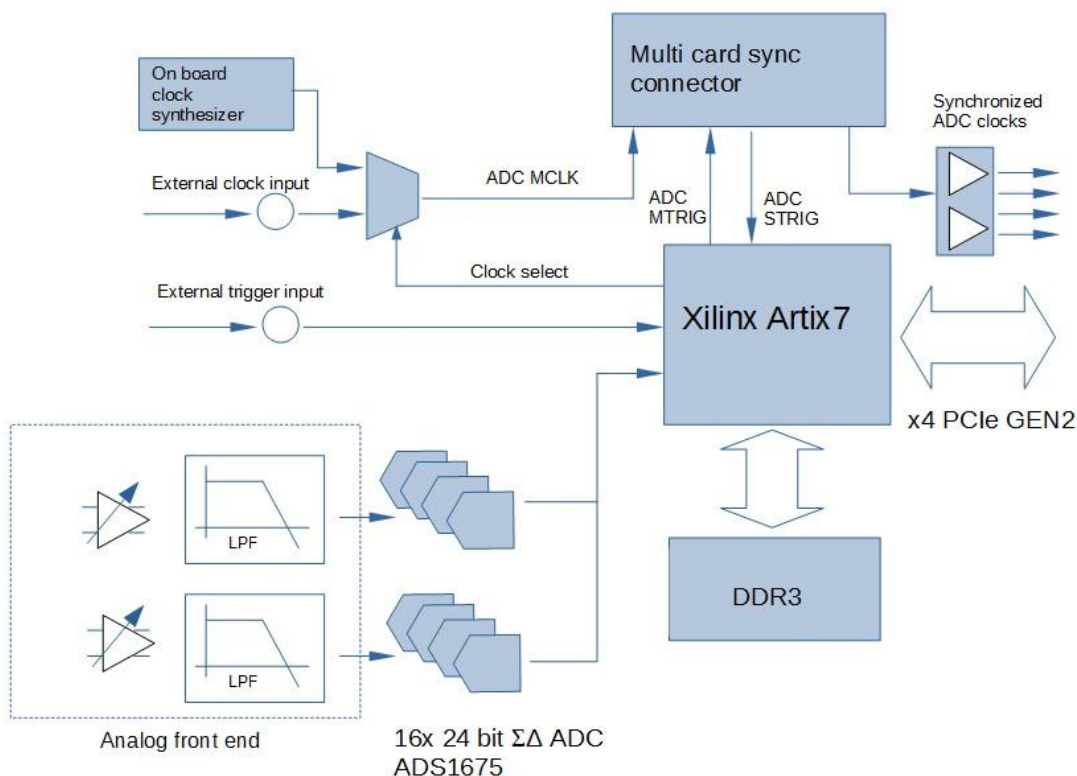 Multi card sync
connector
On board
clock
synthesizer
Synchronized
ADC clocks
External clock input
ADC MCLK
ADC
MTRIG
ADC
STRIG
Clock select
External trigger input
Xilinx Artix7
x4 PCIe GEN2
LPF
DDR3
LPF
Analog front end
16x 24 bit ΣΔ ADC
ADS1675